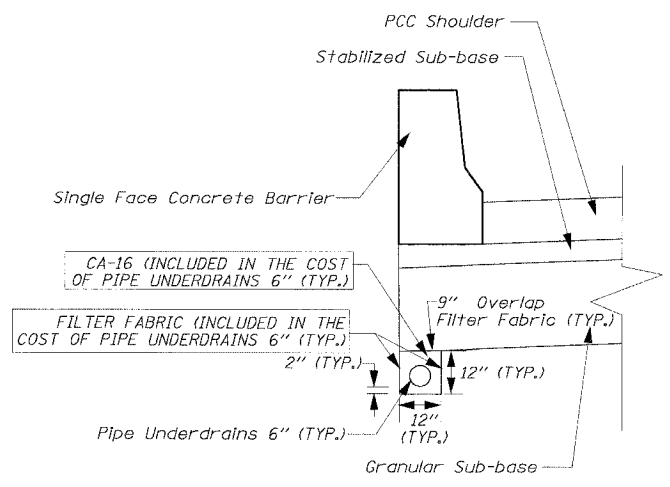 PCC Shoulder
Stabilized Sub-base
Single Face Concrete Barrier
CA-16 (INCLUDED IN THE COST
OF PIPE UNDERDRAINS 6" (TYP.)
9" Overlap
Filter Fabric (TYP.)
FILTER FABRIC (INCLUDED IN THE
COST OF PIPE UNDERDRAINS 6" (TYP.)
2" (TYP.)
12" (TYP.)
12"
(TYP.)
Pipe Underdrains 6" (TYP.)
Granular Sub-base